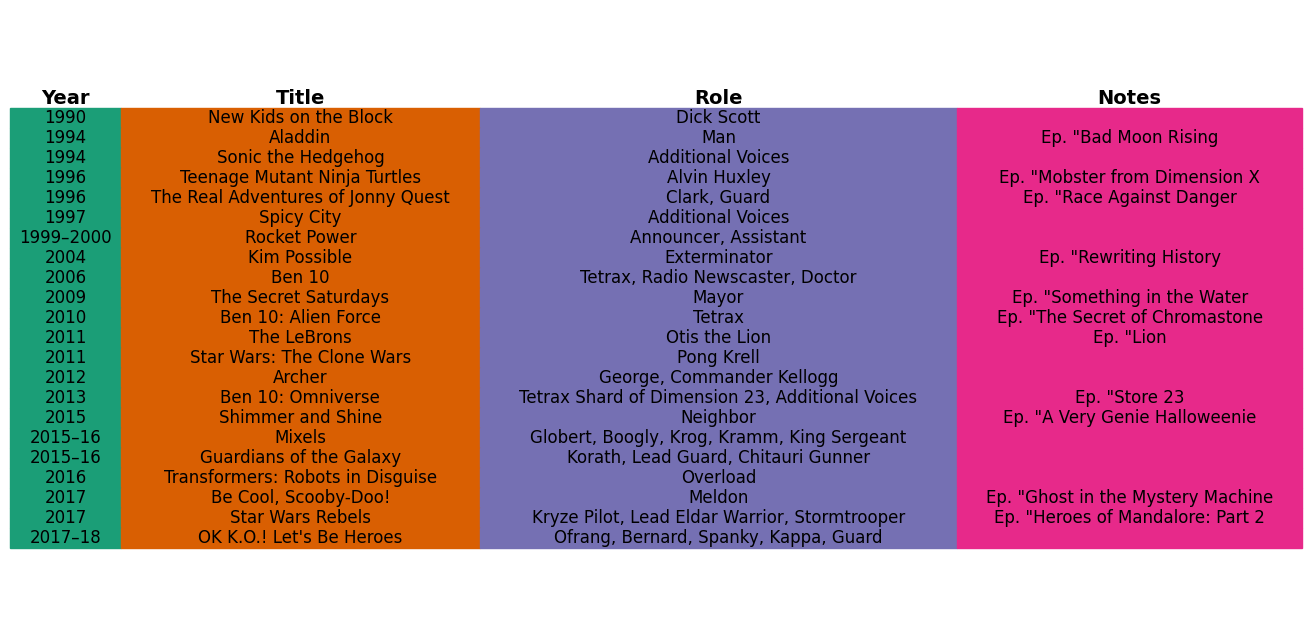 Year Title Role Notes
1990 New Kids on the Block Dick Scott
1994 Aladdin Man Ep. "Bad Moon Rising
1994 Sonic the Hedgehog Additional Voices
1996 Teenage Mutant Ninja Turtles Alvin Huxley Ep. "Mobster from Dimension X
1996 The Real Adventures of Jonny Quest Clark, Guard Ep. "Race Against Danger
1997 Spicy City Additional Voices
1999–2000 Rocket Power Announcer, Assistant
2004 Kim Possible Exterminator Ep. "Rewriting History
2006 Ben 10 Tetrax, Radio Newscaster, Doctor
2009 The Secret Saturdays Mayor Ep. "Something in the Water
2010 Ben 10: Alien Force Tetrax Ep. "The Secret of Chromastone
2011 The LeBrons Otis the Lion Ep. "Lion
2011 Star Wars: The Clone Wars Pong Krell
2012 Archer George, Commander Kellogg
2013 Ben 10: Omniverse Tetrax Shard of Dimension 23, Additional Voices Ep. "Store 23
2015 Shimmer and Shine Neighbor Ep. "A Very Genie Halloweenie
2015–16 Mixels Globert, Boogly, Krog, Kramm, King Sergeant
2015–16 Guardians of the Galaxy Korath, Lead Guard, Chitauri Gunner
2016 Transformers: Robots in Disguise Overload
2017 Be Cool, Scooby-Doo! Meldon Ep. "Ghost in the Mystery Machine
2017 Star Wars Rebels Kryze Pilot, Lead Eldar Warrior, Stormtrooper Ep. "Heroes of Mandalore: Part 2
2017–18 OK K.O.! Let's Be Heroes Ofrang, Bernard, Spanky, Kappa, Guard